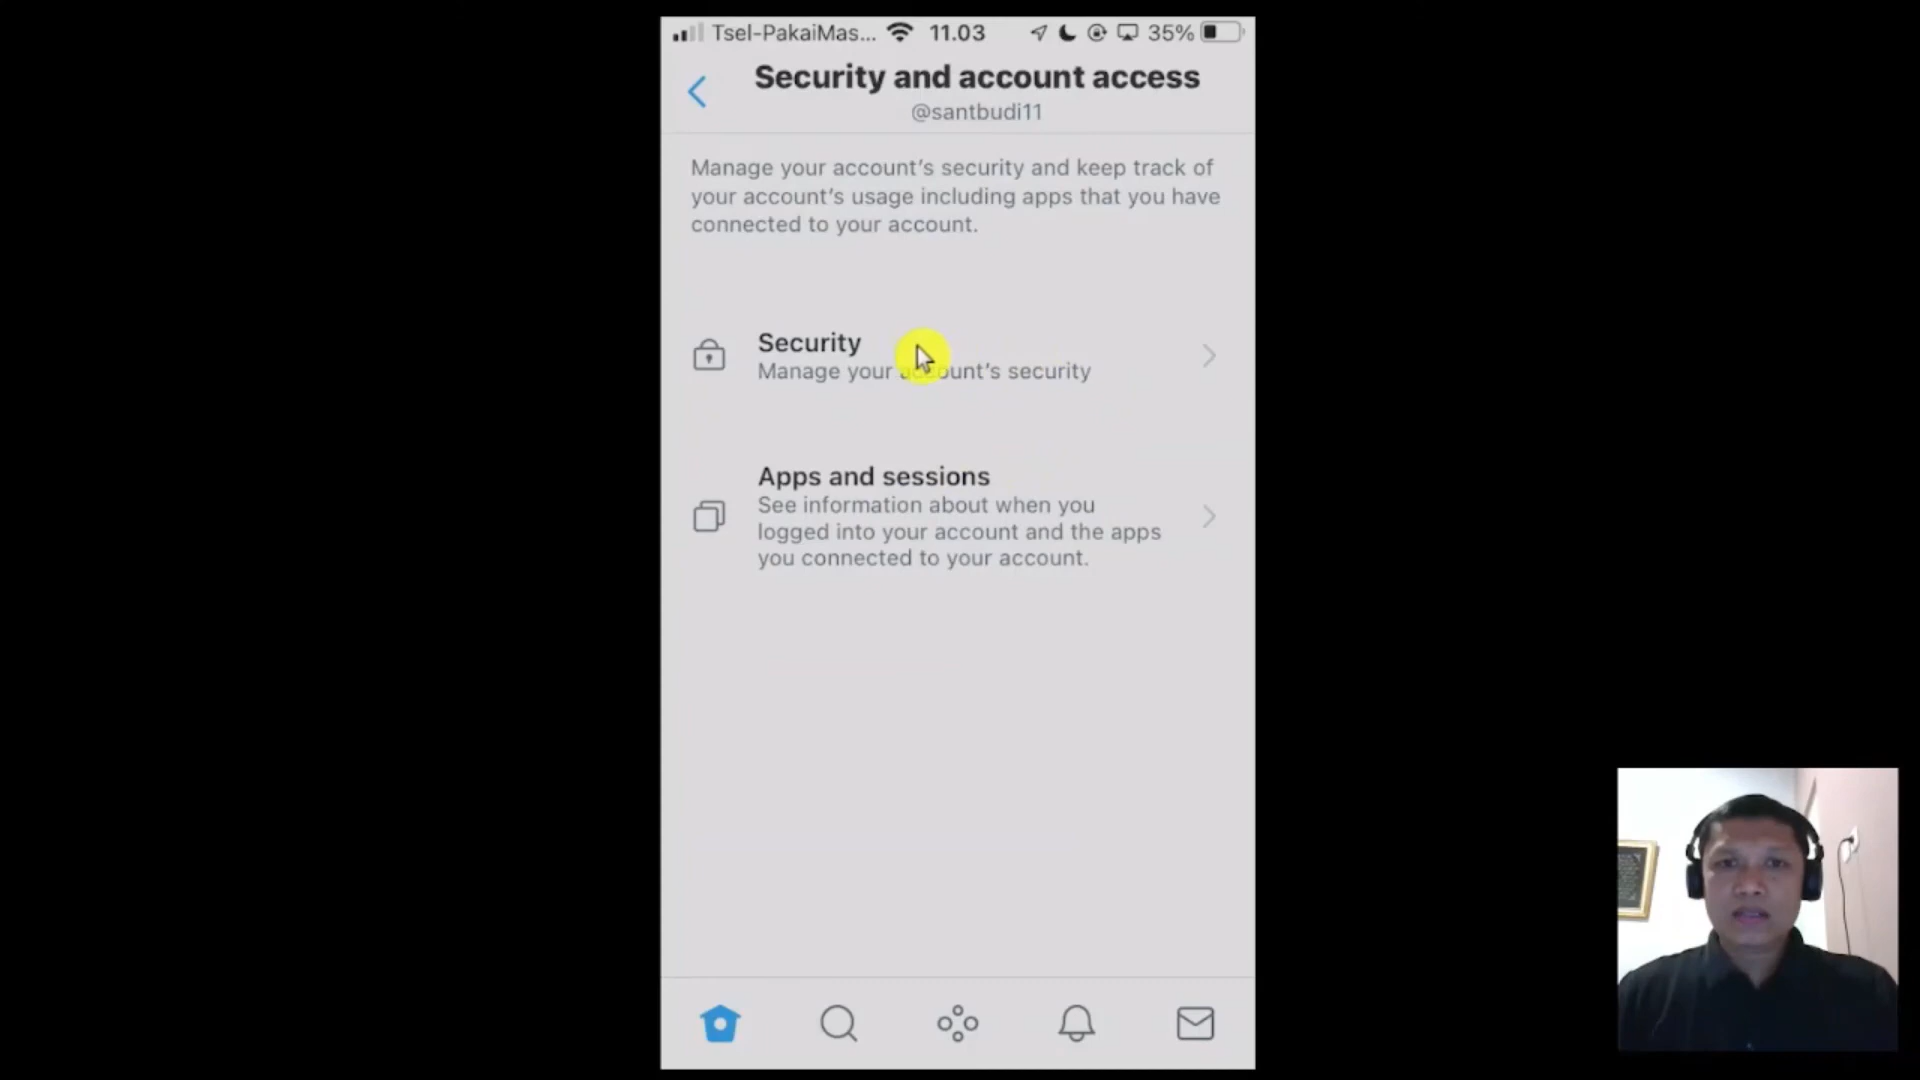 Tsel-PakaiMas... 11.03 35%
Security and account access
@santbudi11
Manage your account's security and keep track of
your account's usage including apps that you have
connected to your account.
Security
Manage your account's security
Apps and sessions
See information about when you
logged into your account and the apps
you connected to your account.